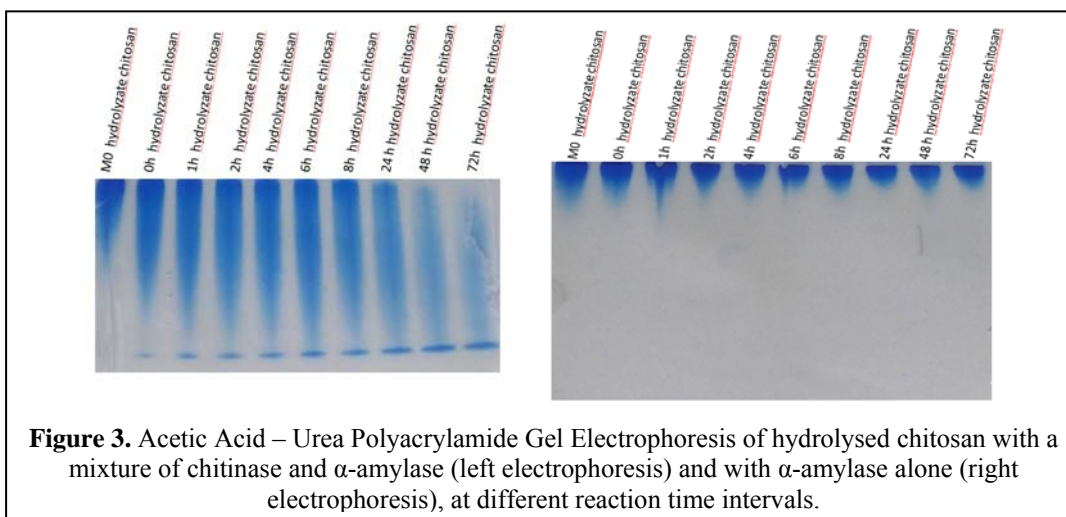 M0 hydrolyzate chitosan
0h hydrolyzate chitosan
1h hydrolyzate chitosan
2h hydrolyzate chitosan
4h hydrolyzate chitosan
6h hydrolyzate chitosan
8h hydrolyzate chitosan
24 h hydrolyzate chitosan
48 h hydrolyzate chitosan
72h hydrolyzate chitosan
M0 hydrolyzate chitosan
0h hydrolyzate chitosan
1h hydrolyzate chitosan
2h hydrolyzate chitosan
4h hydrolyzate chitosan
6h hydrolyzate chitosan
8h hydrolyzate chitosan
24 h hydrolyzate chitosan
48 h hydrolyzate chitosan
72h hydrolyzate chitosan
Figure 3. Acetic Acid – Urea Polyacrylamide Gel Electrophoresis of hydrolysed chitosan with a
mixture of chitinase and α-amylase (left electrophoresis) and with α-amylase alone (right
electrophoresis), at different reaction time intervals.